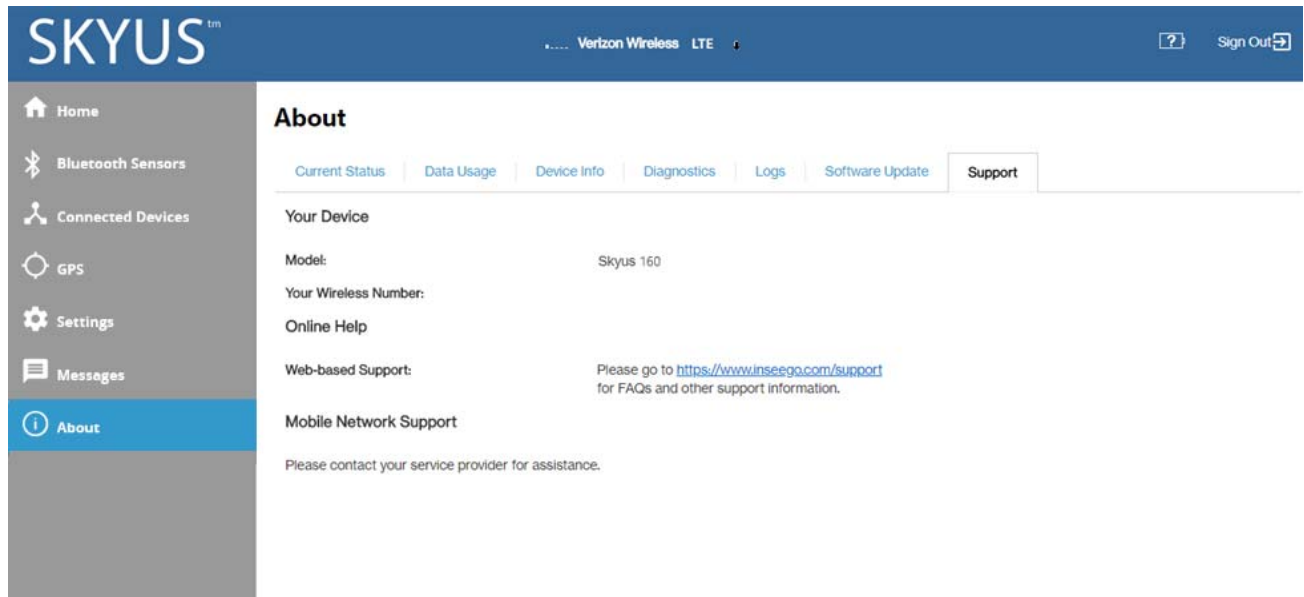 SKYUS™
..... Verizon Wireless LTE
? Sign Out
Home
Bluetooth Sensors
Connected Devices
GPS
Settings
Messages
About
About
Current Status Data Usage Device Info Diagnostics Logs Software Update Support
Your Device
Model: Skyus 160
Your Wireless Number:
Online Help
Web-based Support: Please go to https://www.inseego.com/support
for FAQs and other support information.
Mobile Network Support
Please contact your service provider for assistance.